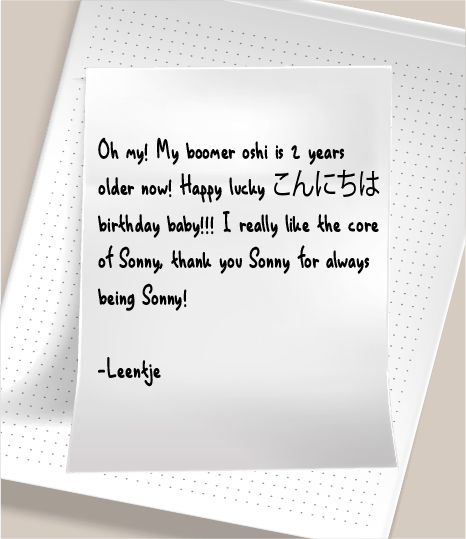 Oh my! My boomer oshi is 2 years
older now! Happy lucky こんにちは
birthday baby!!! I really like the core
of Sonny, thank you Sonny for always
being Sonny!
-Leentje